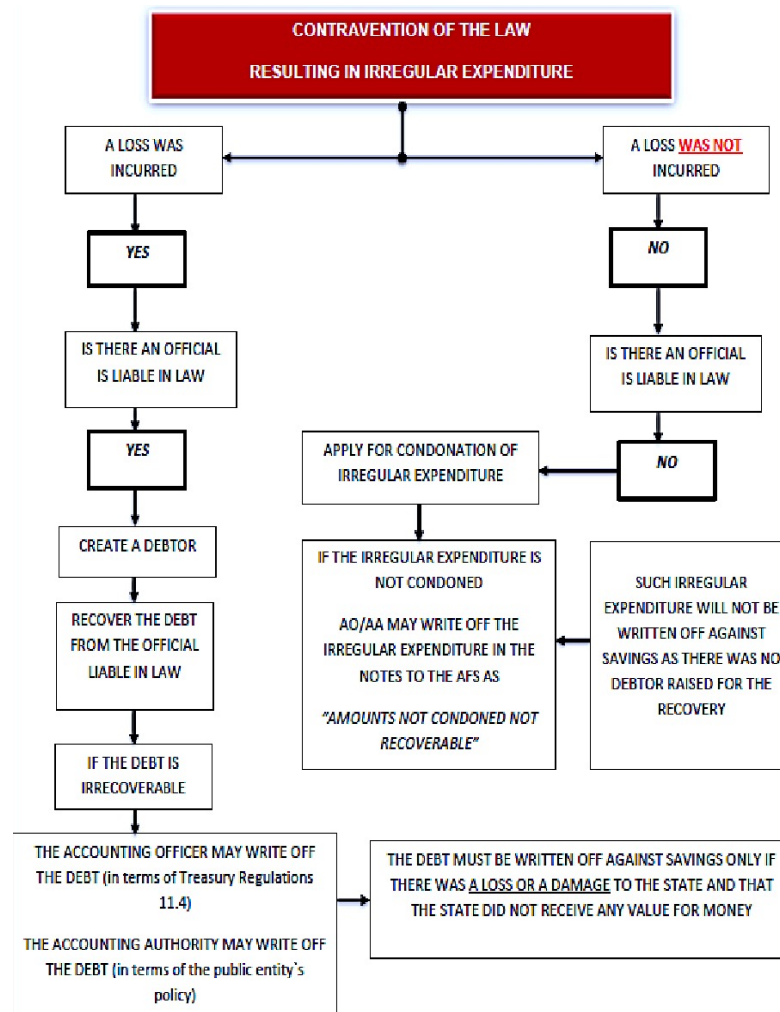 CONTRAVENTION OF THE LAW
RESULTING IN IRREGULAR EXPENDITURE
A LOSS WAS
INCURRED
A LOSS WAS NOT
INCURRED
YES
NO
IS THERE AN OFFICIAL
IS LIABLE IN LAW
IS THERE AN OFFICIAL
IS LIABLE IN LAW
YES
APPLY FOR CONDONATION OF
IRREGULAR EXPENDITURE
NO
CREATE A DEBTOR
RECOVER THE DEBT
FROM THE OFFICIAL
LIABLE IN LAW
IF THE IRREGULAR EXPENDITURE IS
NOT CONDONED
AO/AA MAY WRITE OFF THE
IRREGULAR EXPENDITURE IN THE
NOTES TO THE AFS AS
"AMOUNTS NOT CONDONED NOT
RECOVERABLE"
SUCH IRREGULAR
EXPENDITURE WILL NOT BE
WRITTEN OFF AGAINST
SAVINGS AS THERE WAS NO
DEBTOR RAISED FOR THE
RECOVERY
IF THE DEBT IS
IRRECOVERABLE
THE ACCOUNTING OFFICER MAY WRITE OFF
THE DEBT (in terms of Treasury Regulations
11.4)
THE ACCOUNTING AUTHORITY MAY WRITE OFF
THE DEBT (in terms of the public entity`s
policy)
THE DEBT MUST BE WRITTEN OFF AGAINST SAVINGS ONLY IF
THERE WAS A LOSS OR A DAMAGE TO THE STATE AND THAT
THE STATE DID NOT RECEIVE ANY VALUE FOR MONEY